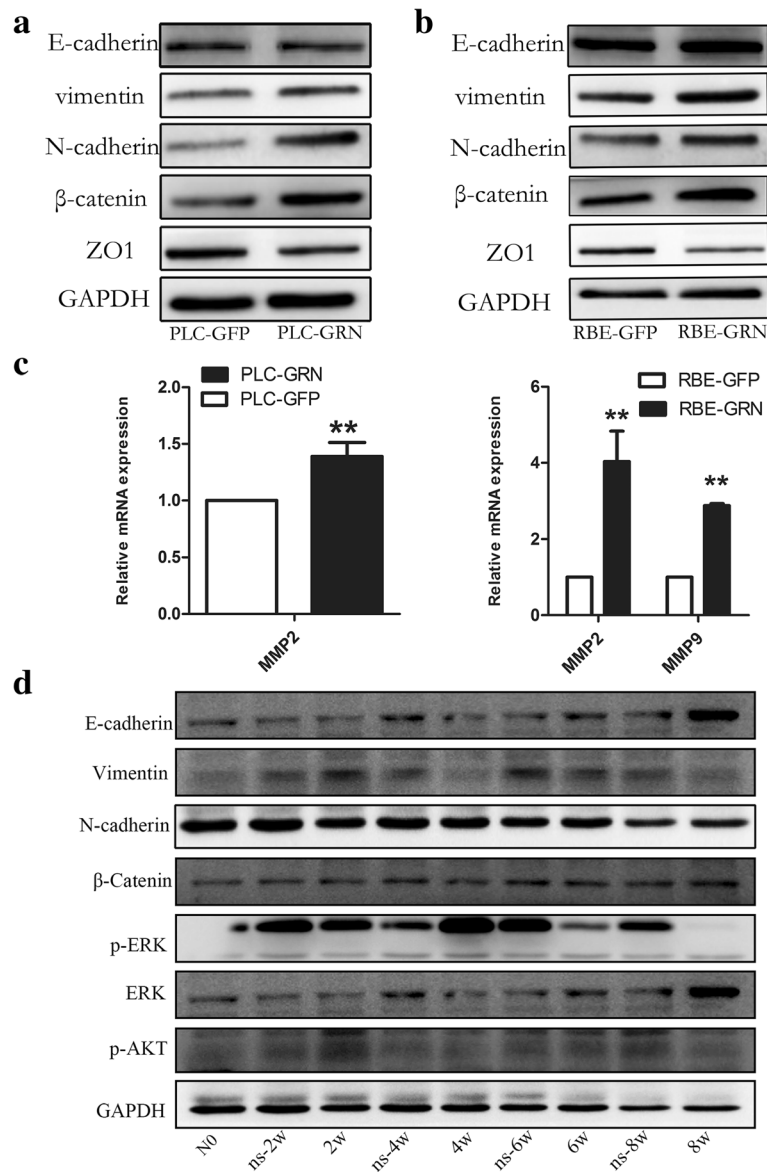 a
E-cadherin
vimentin
N-cadherin
β-catenin
ZO1
GAPDH
PLC-GFP PLC-GRN
b
E-cadherin
vimentin
N-cadherin
β-catenin
ZO1
GAPDH
RBE-GFP RBE-GRN
c
PLC-GRN
PLC-GFP
Relative mRNA expression
2.0
1.5
1.0
0.5
0.0
**
MMP2
RBE-GFP
RBE-GRN
Relative mRNA expression
6
4
2
0
**
**
MMP2 MMP9
d
E-cadherin
Vimentin
N-cadherin
β-Catenin
p-ERK
ERK
p-AKT
GAPDH
N0 ns-2w 2w ns-4w 4w ns-6w 6w ns-8w 8w